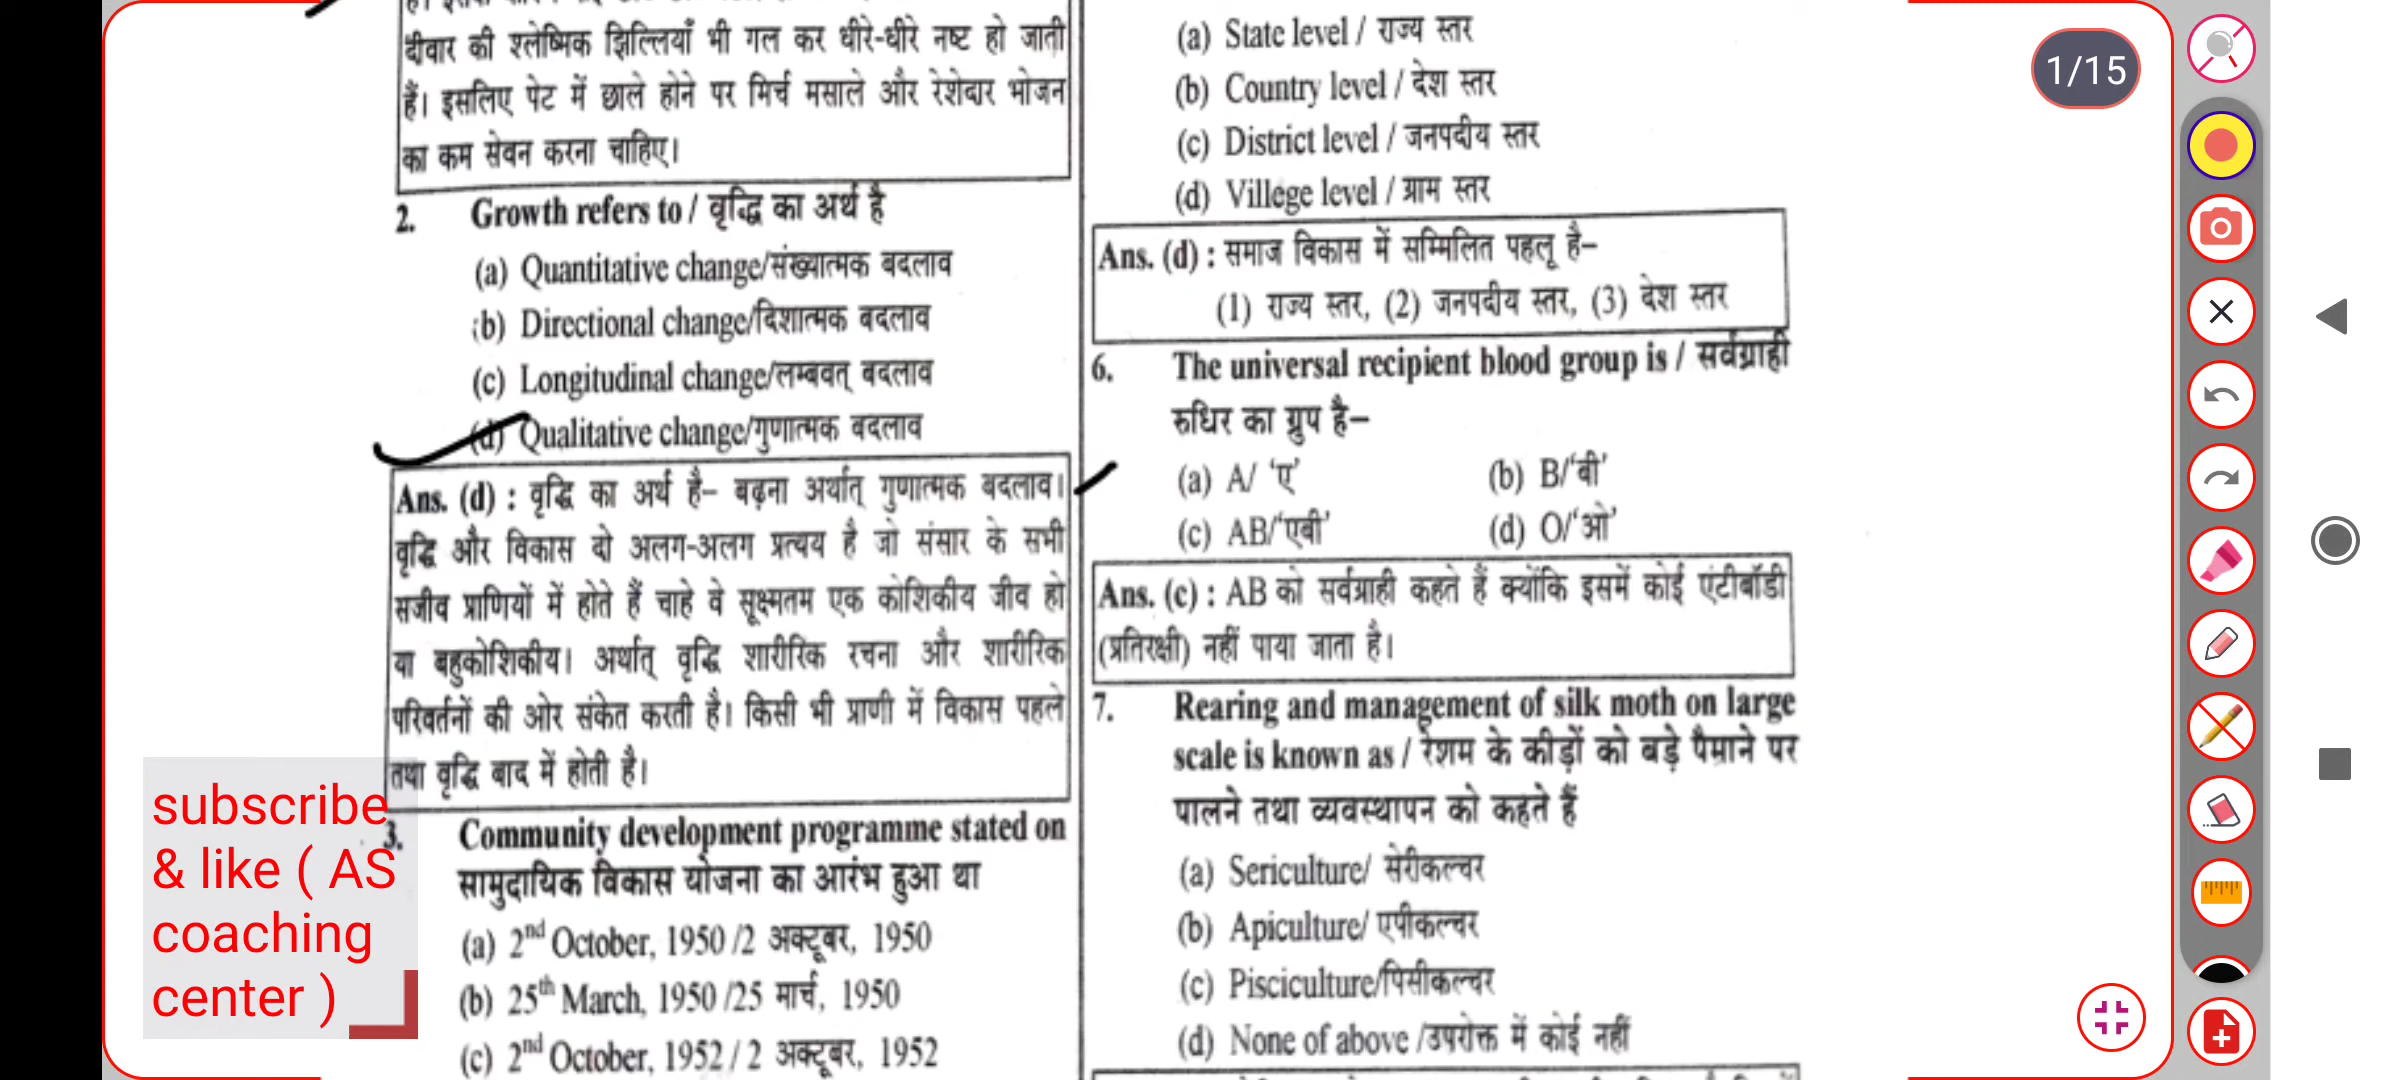 दीवार की श्लेष्मिक झिल्लियाँ भी गल कर धीरे-धीरे नष्ट हो जाती
हैं। इसलिए पेट में छाले होने पर मिर्च मसाले और रेशेदार भोजन
का कम सेवन करना चाहिए।
2. Growth refers to / वृद्धि का अर्थ है
(a) Quantitative change/संख्यात्मक बदलाव
(b) Directional change/दिशात्मक बदलाव
(c) Longitudinal change/लम्बवत् बदलाव
(d) Qualitative change/गुणात्मक बदलाव
Ans. (d) : वृद्धि का अर्थ है– बढ़ना अर्थात् गुणात्मक बदलाव।
वृद्धि और विकास दो अलग-अलग प्रत्यय है जो संसार के सभी
सजीव प्राणियों में होते हैं चाहे वे सूक्ष्मतम एक कोशिकीय जीव हो
या बहुकोशिकीय। अर्थात् वृद्धि शारीरिक रचना और शारीरिक
परिवर्तनों की ओर संकेत करती है। किसी भी प्राणी में विकास पहले
तथा वृद्धि बाद में होती है।
3. Community development programme stated on
सामुदायिक विकास योजना का आरंभ हुआ था
(a) 2nd October, 1950 /2 अक्टूबर, 1950
(b) 25th March, 1950 /25 मार्च, 1950
(c) 2nd October, 1952 / 2 अक्टूबर, 1952
(a) State level / राज्य स्तर
(b) Country level / देश स्तर
(c) District level / जनपदीय स्तर
(d) Villege level / ग्राम स्तर
Ans. (d) : समाज विकास में सम्मिलित पहलू है–
(1) राज्य स्तर, (2) जनपदीय स्तर, (3) देश स्तर
6. The universal recipient blood group is / सर्वग्राही
रुधिर का ग्रुप है–
(a) A/ ‘ए’ (b) B/‘बी’
(c) AB/‘एबी’ (d) O/‘ओ’
Ans. (c) : AB को सर्वग्राही कहते हैं क्योंकि इसमें कोई एंटीबॉडी
(प्रतिरक्षी) नहीं पाया जाता है।
7. Rearing and management of silk moth on large
scale is known as / रेशम के कीड़ों को बड़े पैमाने पर
पालने तथा व्यवस्थापन को कहते हैं
(a) Sericulture/ सेरीकल्चर
(b) Apiculture/ एपीकल्चर
(c) Pisciculture/पिसीकल्चर
(d) None of above /उपरोक्त में कोई नहीं
1/15
subscribe
& like ( AS
coaching
center )